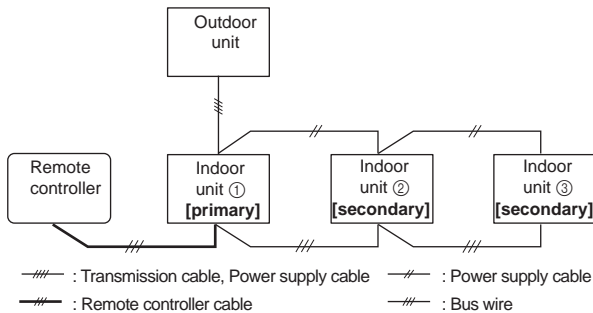 Outdoor
unit
Remote
controller
Indoor
unit ①
[primary]
Indoor
unit ②
[secondary]
Indoor
unit ③
[secondary]
: Transmission cable, Power supply cable
: Power supply cable
: Remote controller cable
: Bus wire